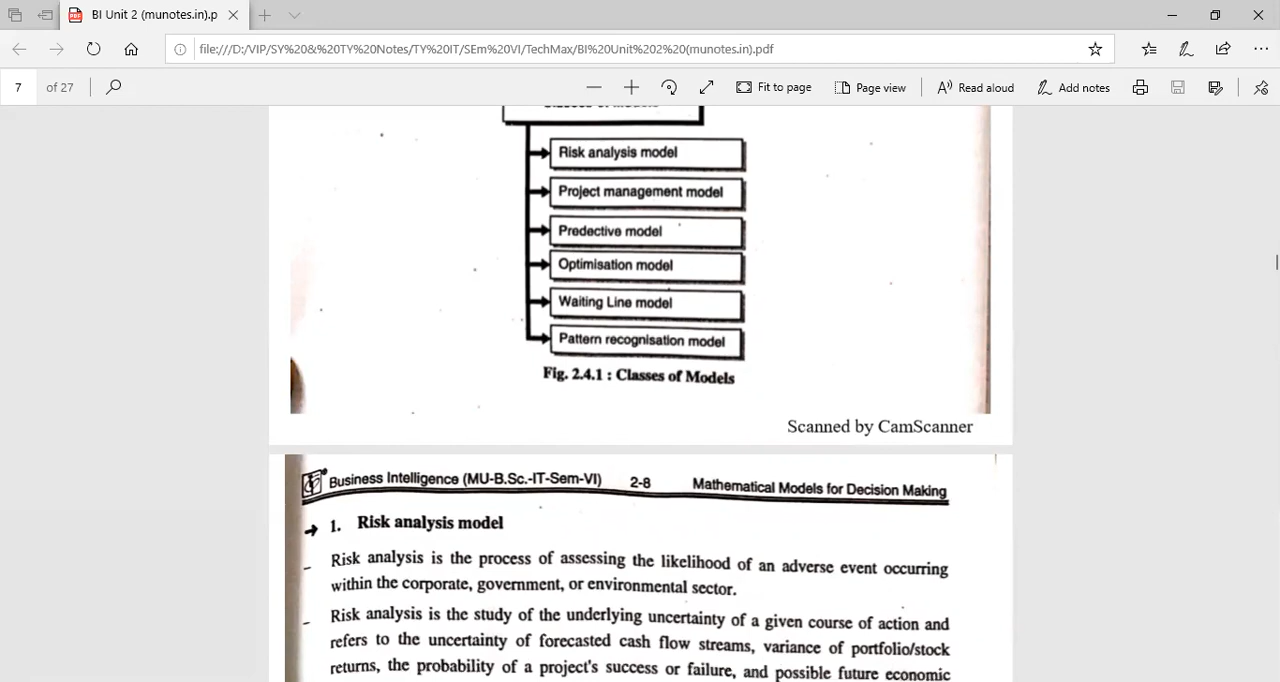 BI Unit 2 (munotes.in).p
file:///D:/VIP/SY%20&%20TY%20Notes/TY%20IT/SEm%20VI/TechMax/BI%20Unit%202%20(munotes.in).pdf
7 of 27 Fit to page Page view Read aloud Add notes
Classes of Models
Risk analysis model
Project management model
Predective model
Optimisation model
Waiting Line model
Pattern recognisation model
Fig. 2.4.1 : Classes of Models
Scanned by CamScanner
Business Intelligence (MU-B.Sc.-IT-Sem-VI) 2-8 Mathematical Models for Decision Making
→ 1. Risk analysis model
– Risk analysis is the process of assessing the likelihood of an adverse event occurring
within the corporate, government, or environmental sector.
– Risk analysis is the study of the underlying uncertainty of a given course of action and
refers to the uncertainty of forecasted cash flow streams, variance of portfolio/stock
returns, the probability of a project's success or failure, and possible future economic